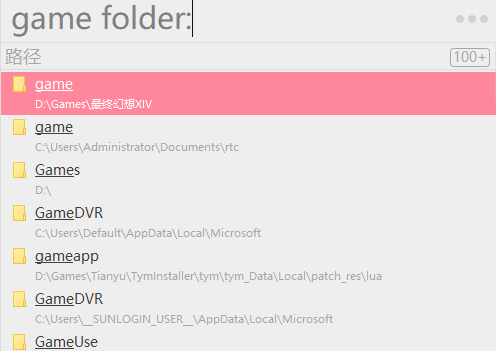 game folder:
路径 100+
game
D:\Games\是终幻想XIV
game
C:\Users\Administrator\Documents\rtc
Games
D:\
GameDVR
C:\Users\Default\AppData\Local\Microsoft
gameapp
D:\Games\Tianyu\TymInstaller\tym\tym_Data\Local\patch_res\lua
GameDVR
C:\Users\__SUNLOGIN_USER__\AppData\Local\Microsoft
GameUse